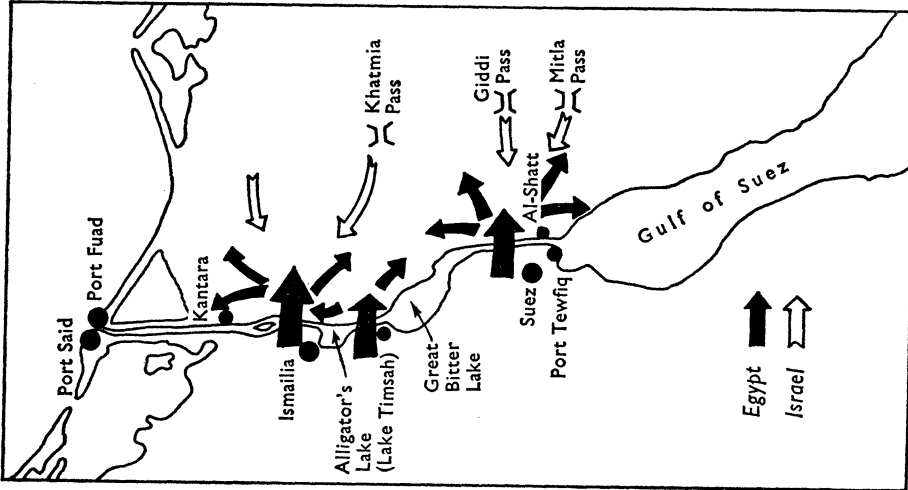 Port Said
Port Fuad
Kantara
Khatmia
Pass
Ismailia
Alligator's
Lake
(Lake Timsah)
Great
Bitter
Lake
Giddi
Pass
Mitla
Pass
Al-Shatt
Suez
Port Tewfiq
Gulf of Suez
Egypt
Israel